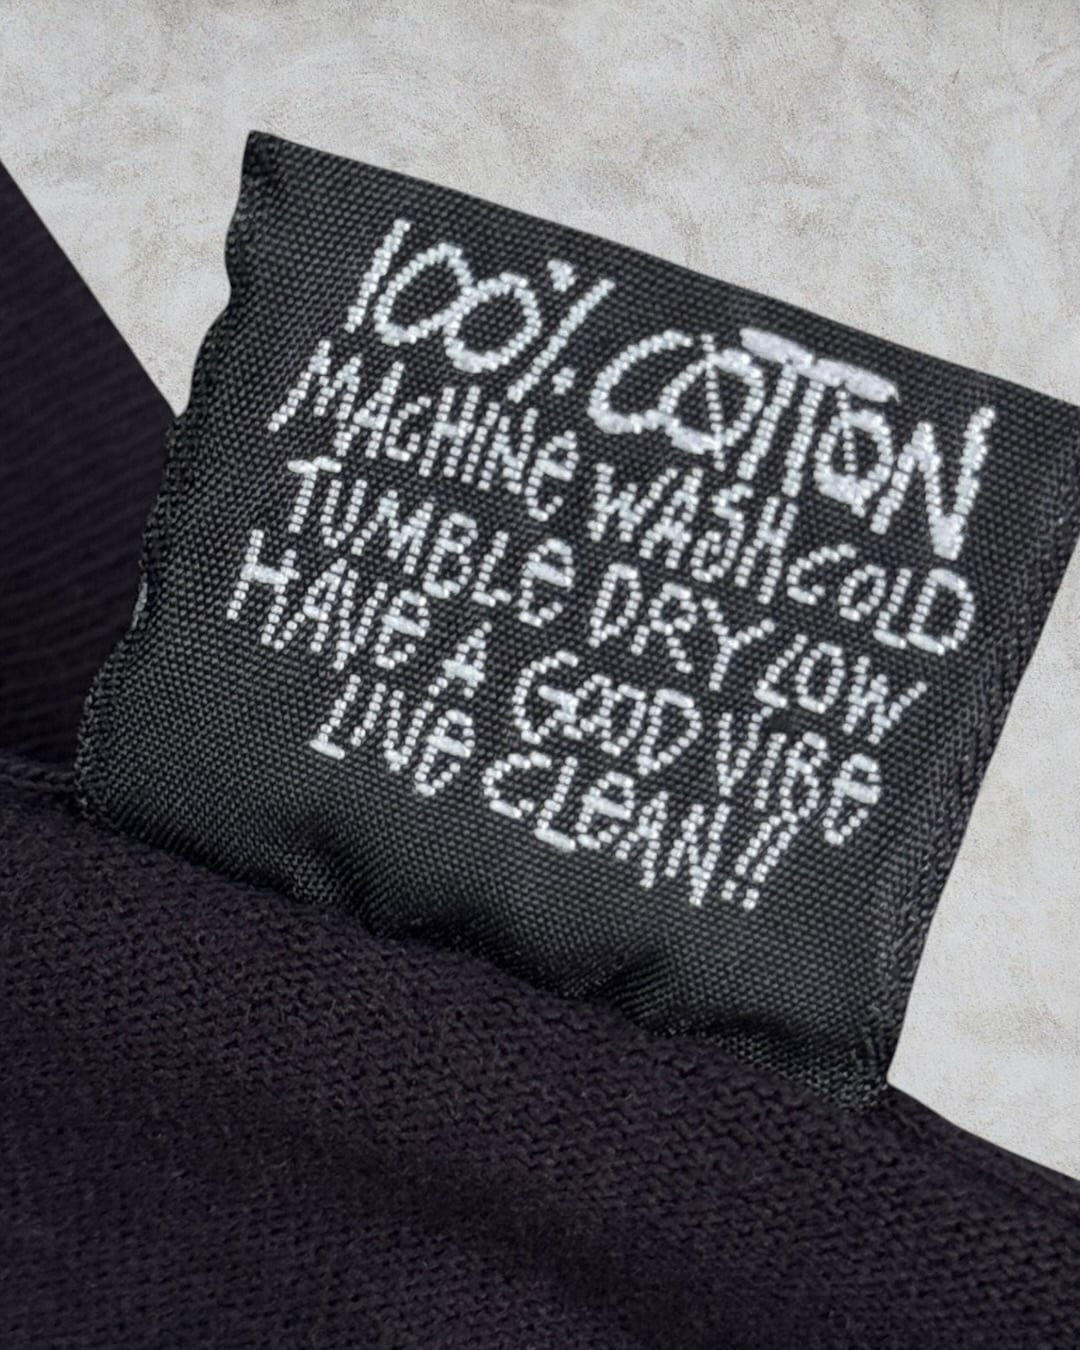 100% COTTON
MACHINe WASH COLD
TUMBLe DRY LOW
HAVe A GOOD VIBe
LIVe CLeAN!!